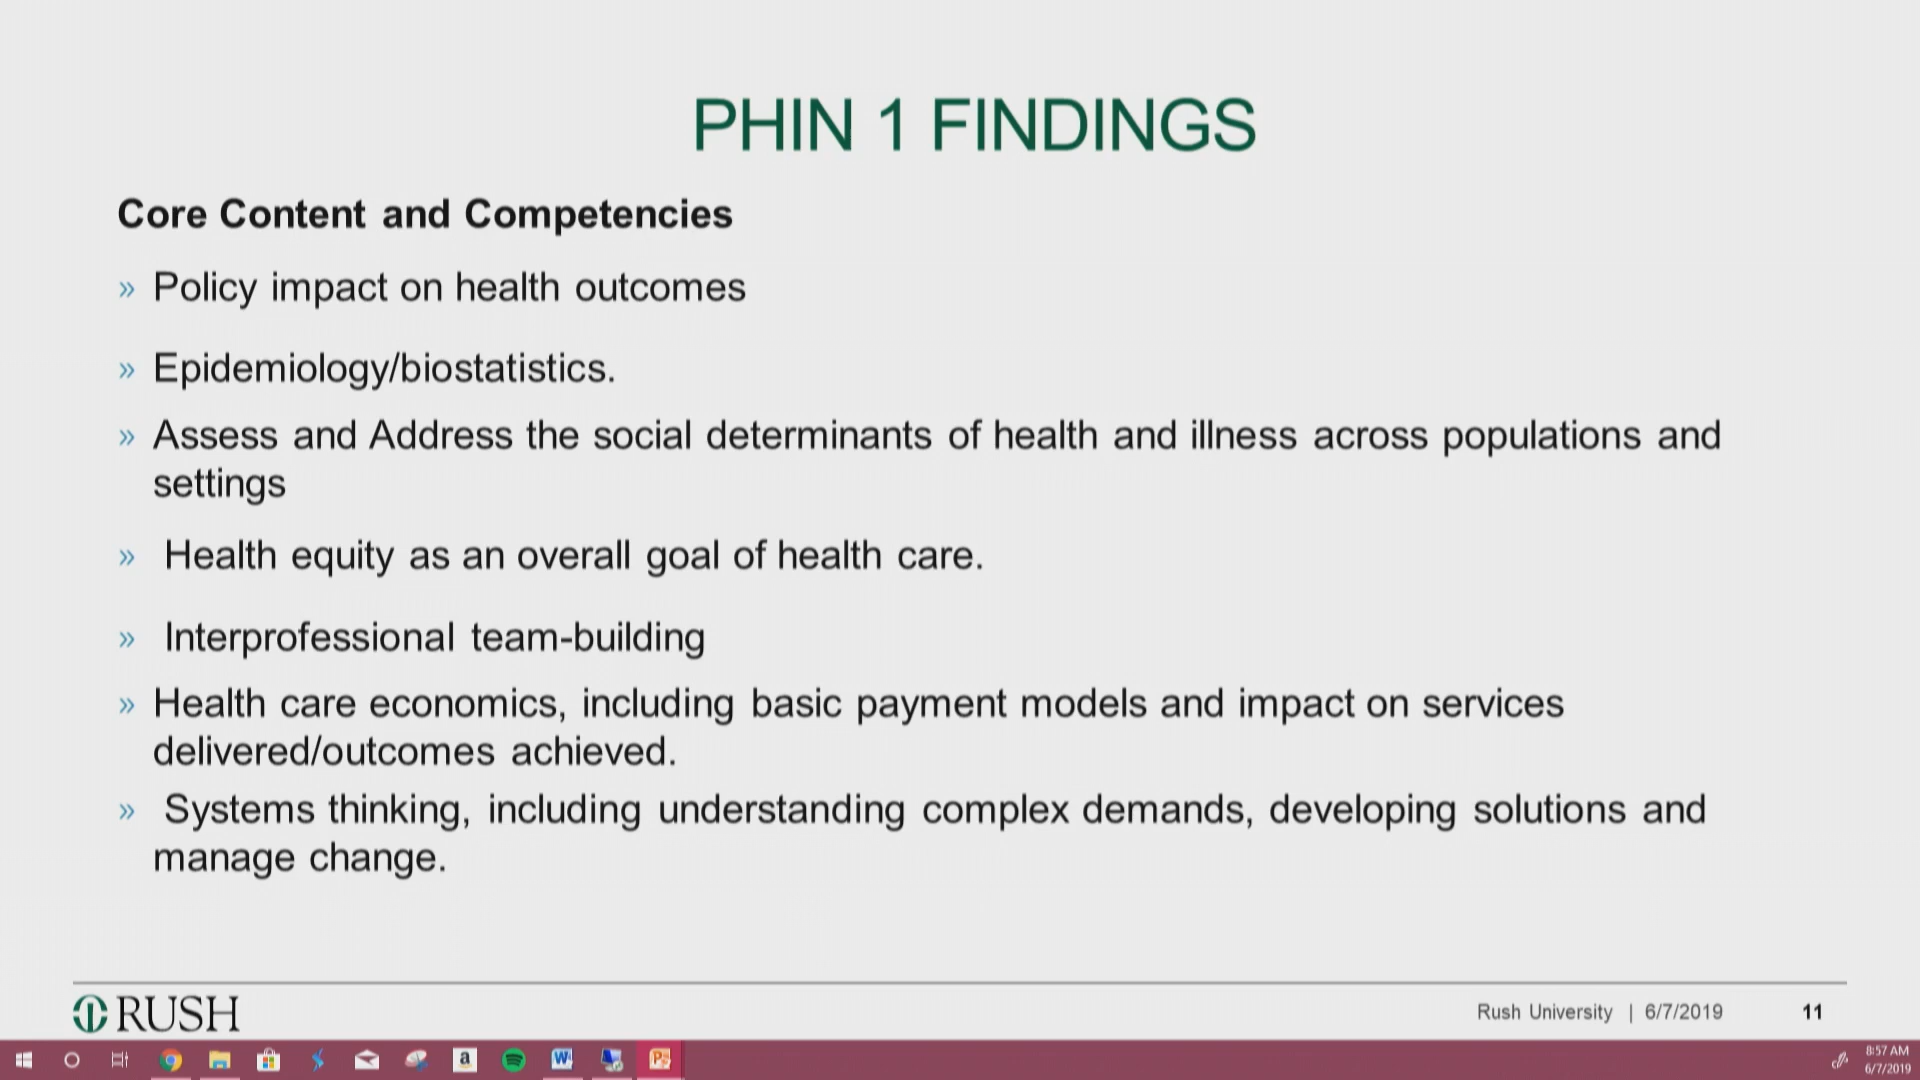 PHIN 1 FINDINGS
Core Content and Competencies
» Policy impact on health outcomes
» Epidemiology/biostatistics.
» Assess and Address the social determinants of health and illness across populations and
settings
» Health equity as an overall goal of health care.
» Interprofessional team-building
» Health care economics, including basic payment models and impact on services
delivered/outcomes achieved.
» Systems thinking, including understanding complex demands, developing solutions and
manage change.
RUSH
Rush University | 6/7/2019 11
8:57 AM
6/7/2019